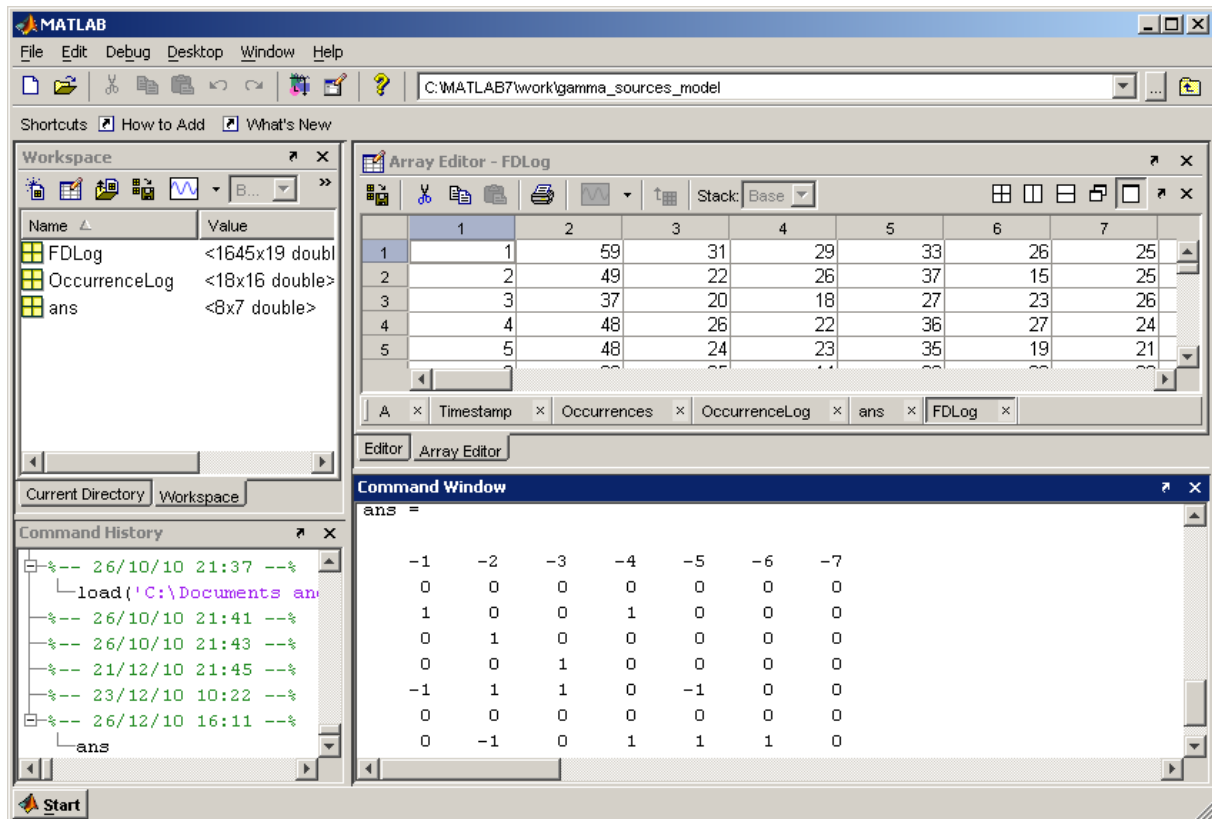 MATLAB
File Edit Debug Desktop Window Help
C:\MATLAB7\work\gamma_sources_model ...
Shortcuts How to Add What's New
Workspace
B... »
Name Value
FDLog <1645x19 doubl
OccurrenceLog <18x16 double>
ans <8x7 double>
Current Directory Workspace
Command History
%-- 26/10/10 21:37 --%
load('C:\Documents an
%-- 26/10/10 21:41 --%
%-- 26/10/10 21:43 --%
%-- 21/12/10 21:45 --%
%-- 23/12/10 10:22 --%
%-- 26/12/10 16:11 --%
ans
Array Editor - FDLog
Stack: Base
1 2 3 4 5 6 7
1 1 59 31 29 33 26 25
2 2 49 22 26 37 15 25
3 3 37 20 18 27 23 26
4 4 48 26 22 36 27 24
5 5 48 24 23 35 19 21
A Timestamp Occurrences OccurrenceLog ans FDLog
Editor Array Editor
Command Window
ans =
-1 -2 -3 -4 -5 -6 -7
0 0 0 0 0 0 0
1 0 0 1 0 0 0
0 1 0 0 0 0 0
0 0 1 0 0 0 0
-1 1 1 0 -1 0 0
0 0 0 0 0 0 0
0 -1 0 1 1 1 0
Start